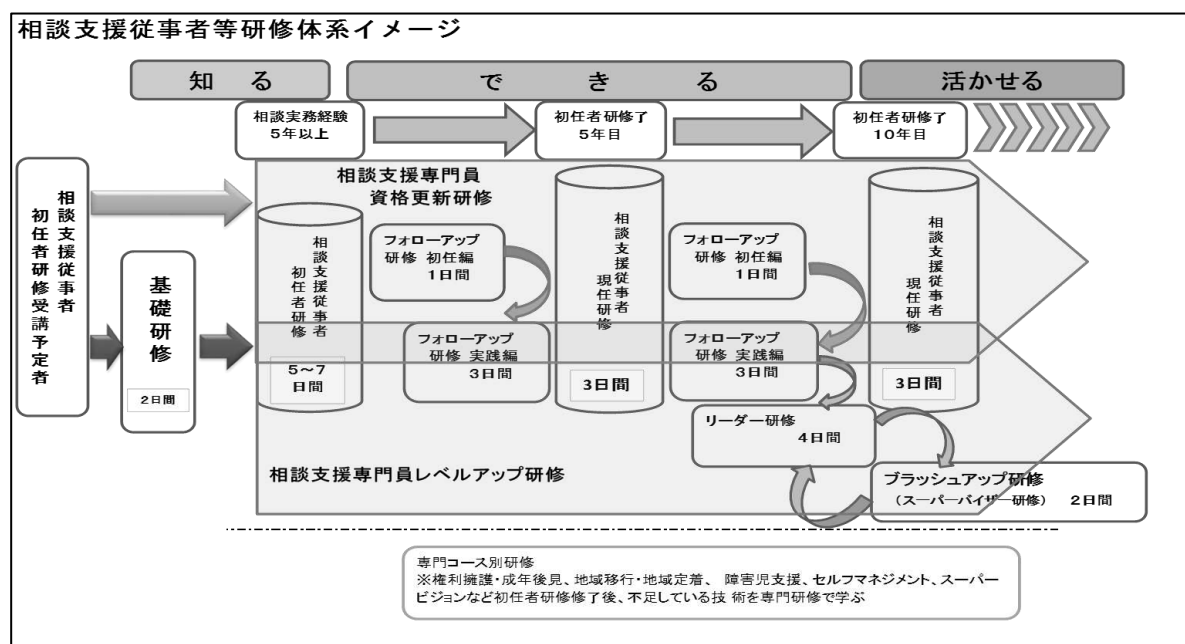 相談支援従事者等研修体系イメージ
知る
できる
活かせる
相談実務経験
5年以上
初任者研修了
5年目
初任者研修了
10年目
相談支援従事者
初任者研修受講予定者
基礎研修
2日間
相談支援専門員
資格更新研修
相談支援従事者
初任者研修
5~7
日間
フォローアップ
研修 初任編
1日間
フォローアップ
研修 実践編
3日間
相談支援従事者
現任研修
3日間
フォローアップ
研修 初任編
1日間
フォローアップ
研修 実践編
3日間
相談支援従事者
現任研修
3日間
リーダー研修
4日間
相談支援専門員レベルアップ研修
ブラッシュアップ研修
(スーパーバイザー研修) 2日間
専門コース別研修
※権利擁護・成年後見、地域移行・地域定着、 障害児支援、セルフマネジメント、スーパー
ビジョンなど初任者研修修了後、不足している技 術を専門研修で学ぶ